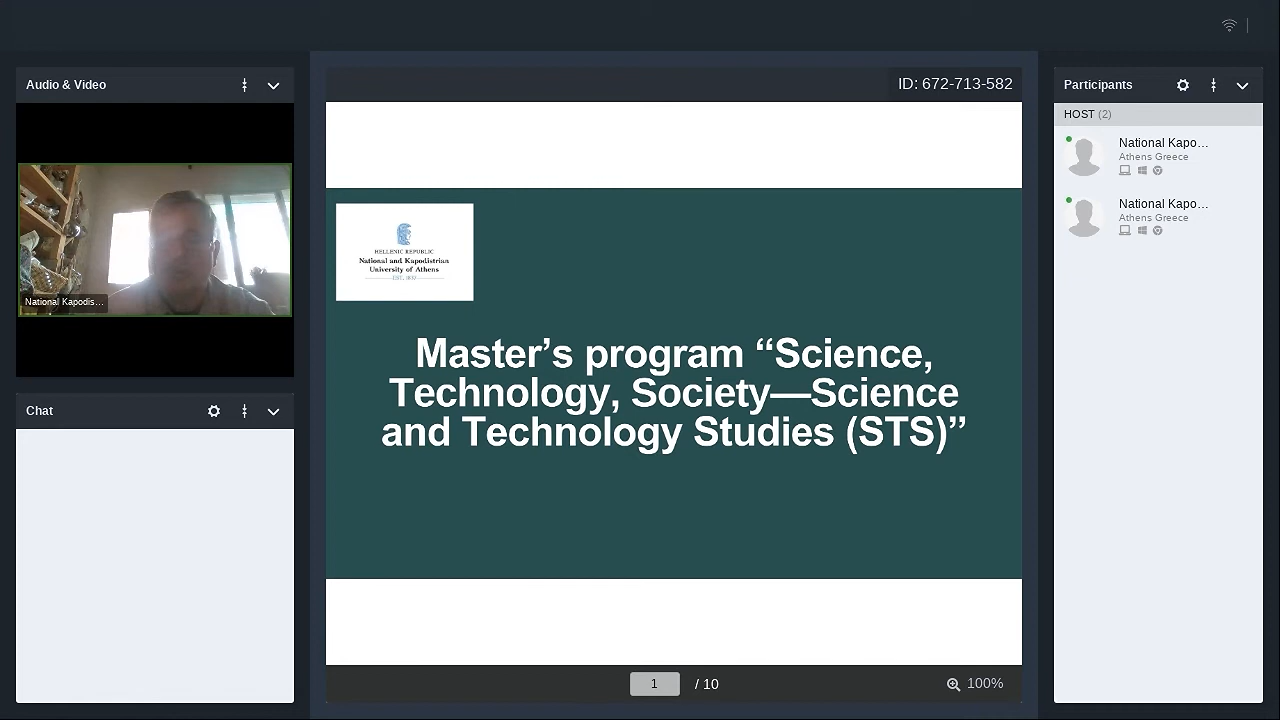 Audio & Video
National Kapodis...
Chat
ID: 672-713-582
HELLENIC REPUBLIC
National and Kapodistrian
University of Athens
EST. 1837
Master’s program “Science,
Technology, Society—Science
and Technology Studies (STS)”
1 / 10
100%
Participants
HOST (2)
National Kapo...
Athens Greece
National Kapo...
Athens Greece